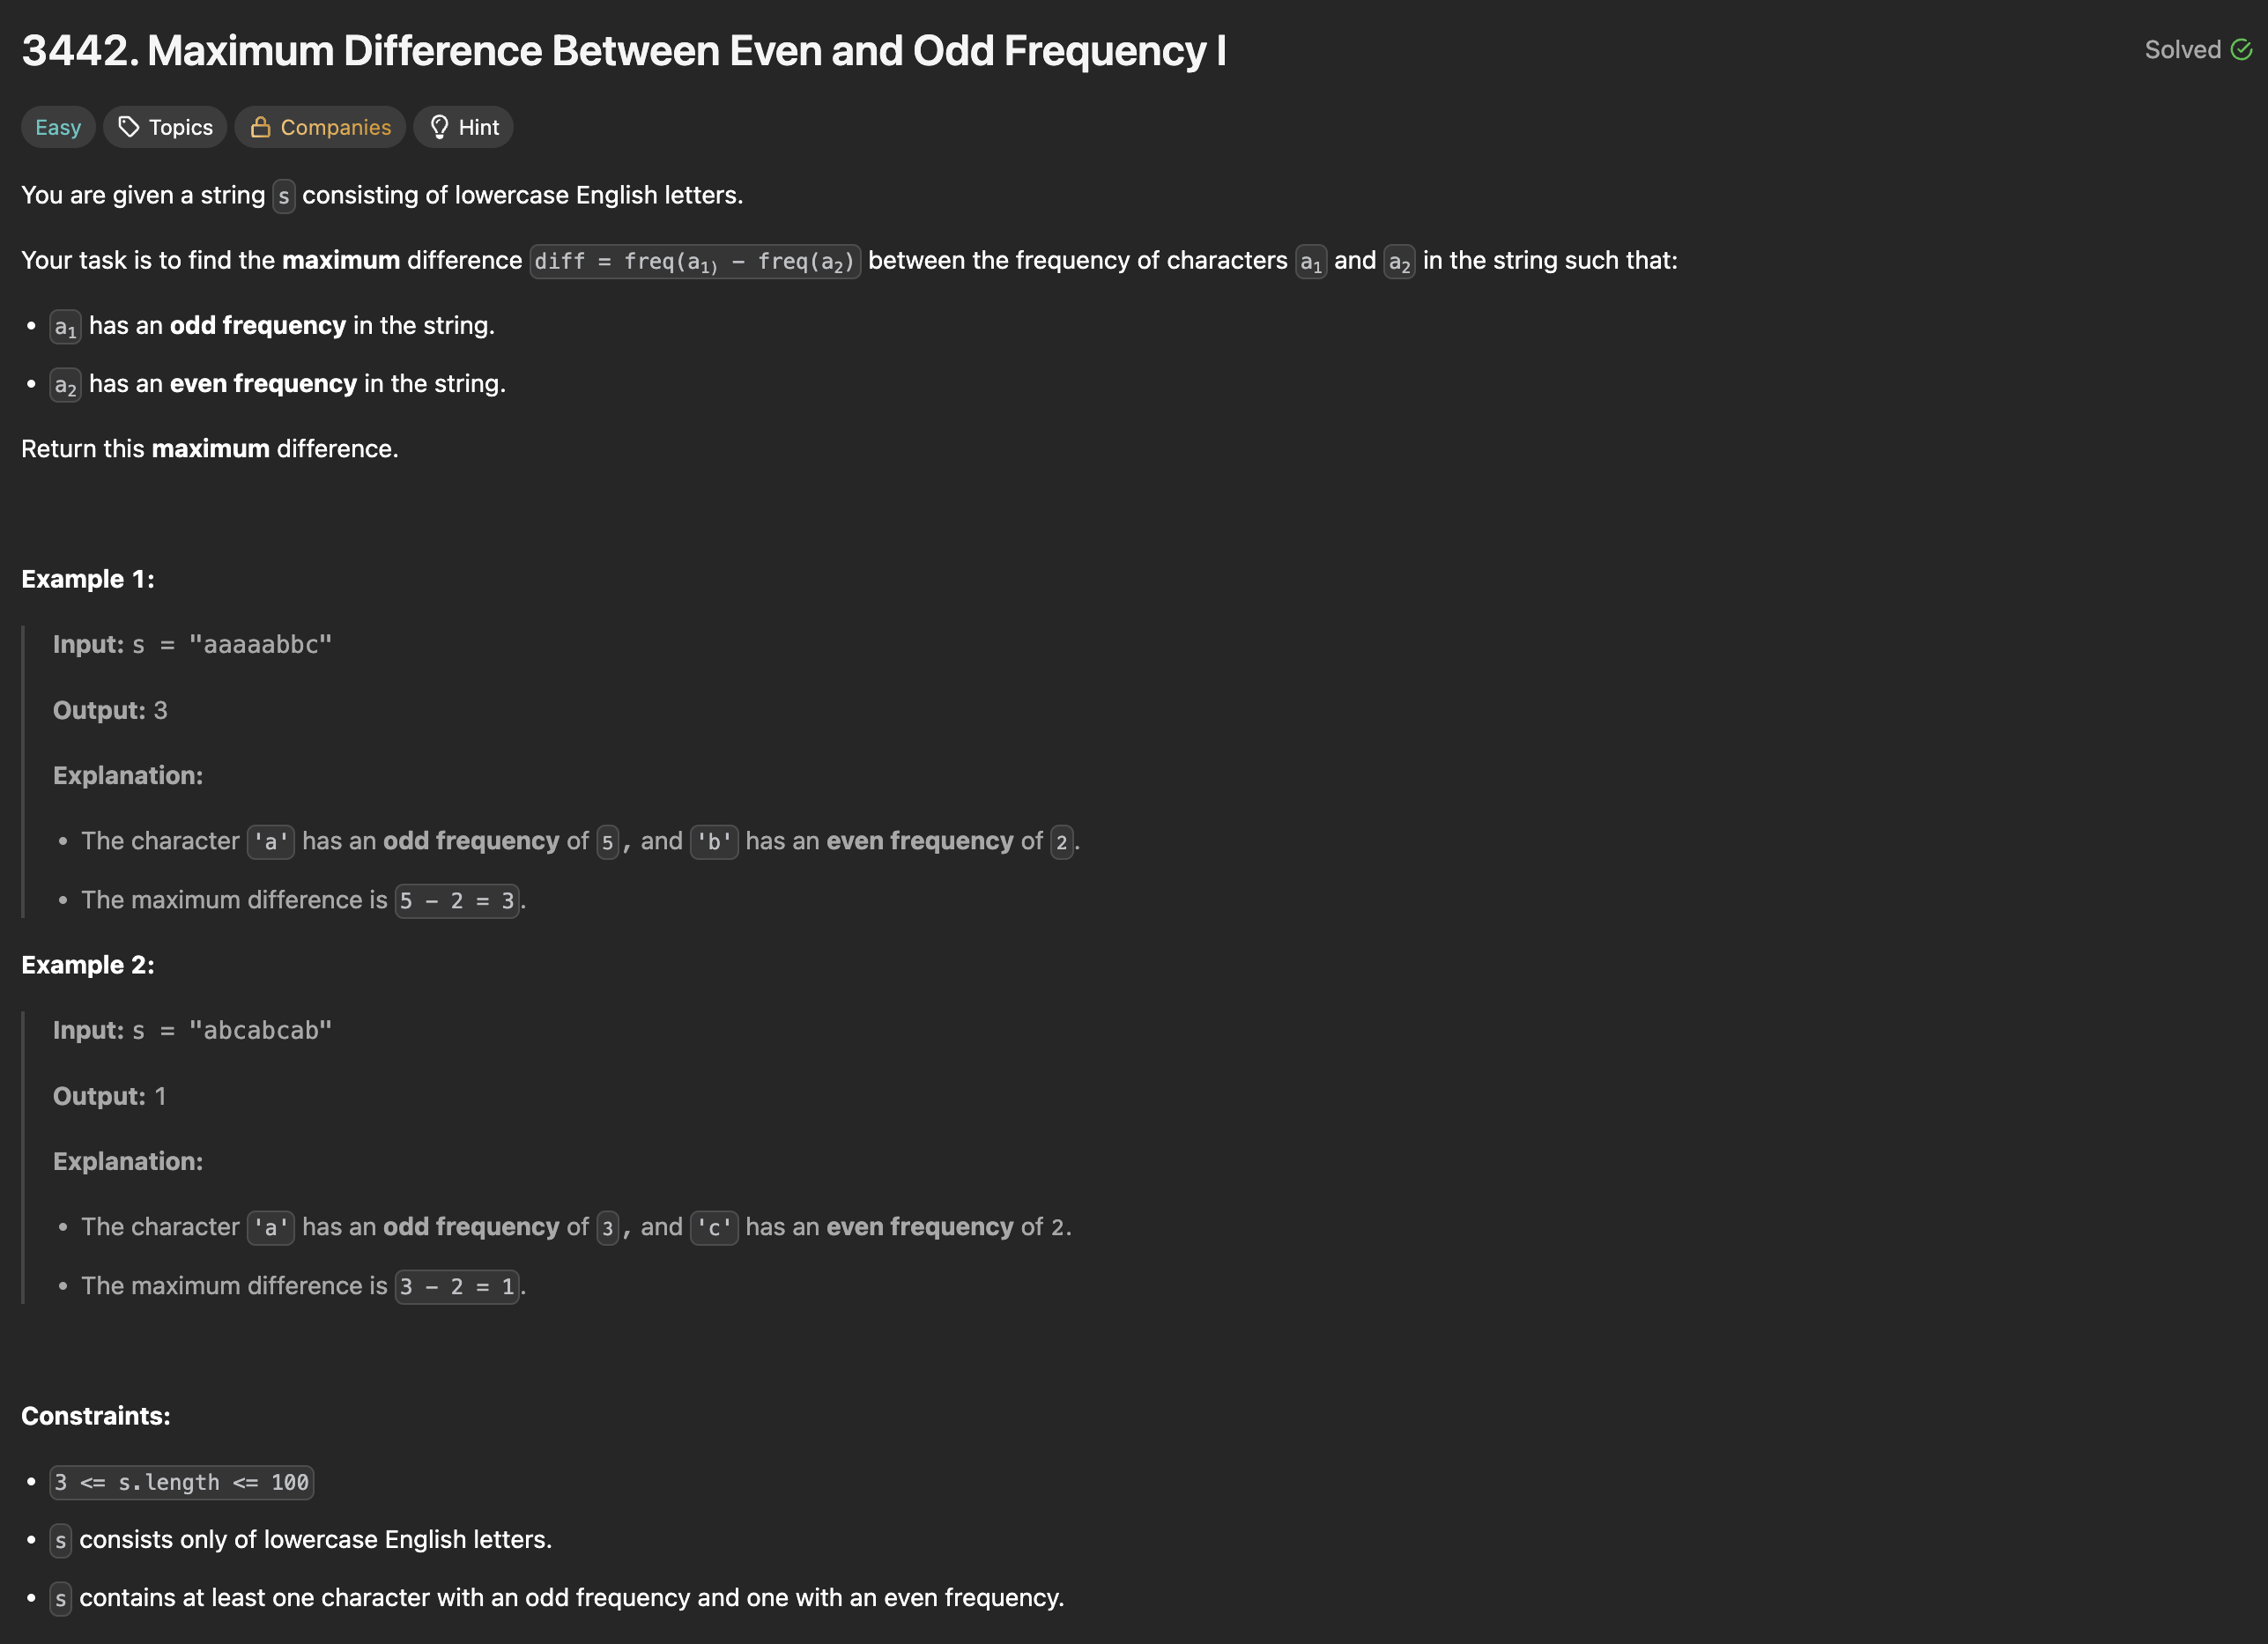 3442. Maximum Difference Between Even and Odd Frequency I
Solved
Easy Topics Companies Hint
You are given a string s consisting of lowercase English letters.
Your task is to find the maximum difference diff = freq(a₁) - freq(a₂) between the frequency of characters a₁ and a₂ in the string such that:
• a₁ has an odd frequency in the string.
• a₂ has an even frequency in the string.
Return this maximum difference.
Example 1:
Input: s = "aaaaabbc"
Output: 3
Explanation:
• The character 'a' has an odd frequency of 5, and 'b' has an even frequency of 2.
• The maximum difference is 5 - 2 = 3.
Example 2:
Input: s = "abcabcab"
Output: 1
Explanation:
• The character 'a' has an odd frequency of 3, and 'c' has an even frequency of 2.
• The maximum difference is 3 - 2 = 1.
Constraints:
• 3 <= s.length <= 100
• s consists only of lowercase English letters.
• s contains at least one character with an odd frequency and one with an even frequency.